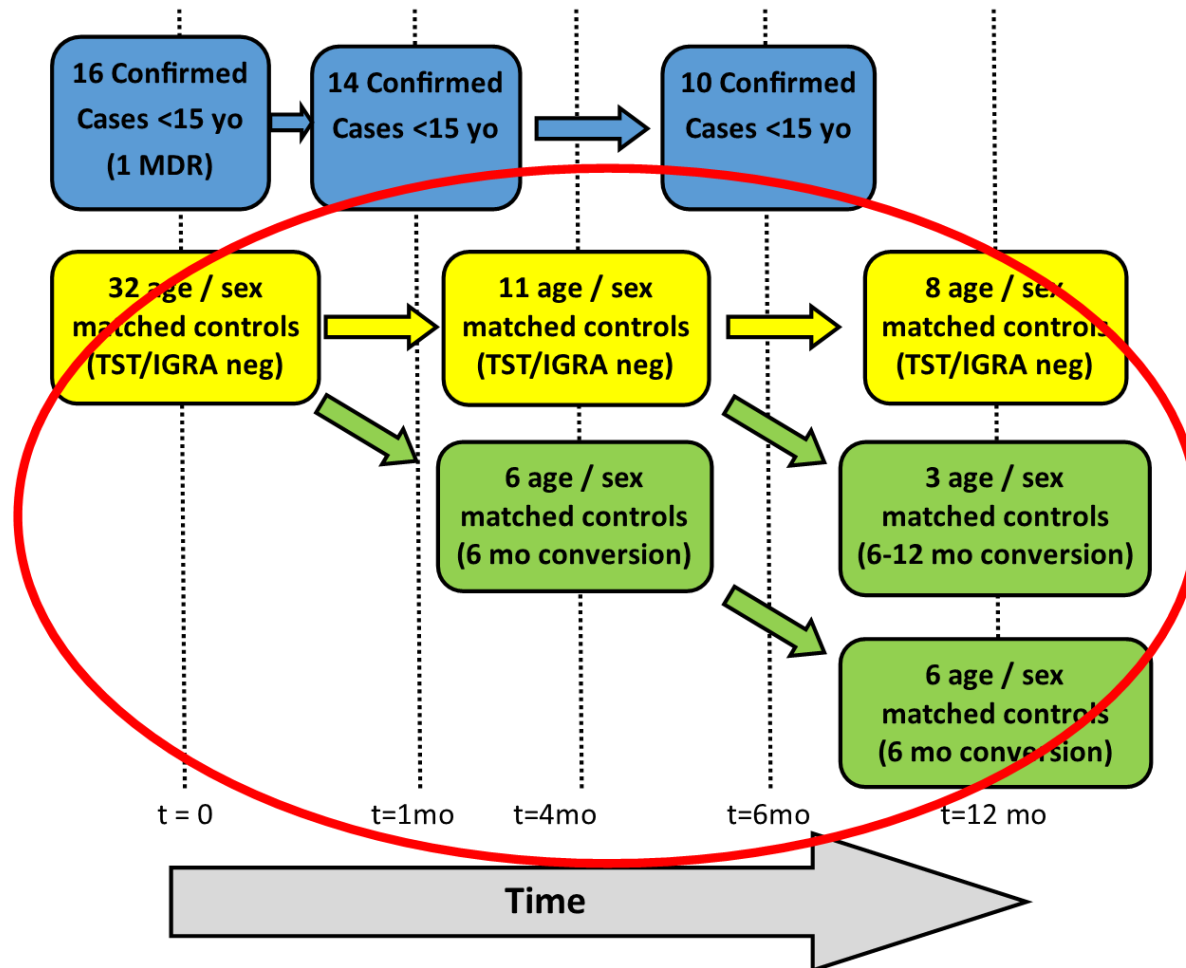 16 Confirmed
Cases <15 yo
(1 MDR)
14 Confirmed
Cases <15 yo
10 Confirmed
Cases <15 yo
32 age / sex
matched controls
(TST/IGRA neg)
11 age / sex
matched controls
(TST/IGRA neg)
8 age / sex
matched controls
(TST/IGRA neg)
6 age / sex
matched controls
(6 mo conversion)
3 age / sex
matched controls
(6-12 mo conversion)
6 age / sex
matched controls
(6 mo conversion)
t = 0
t=1mo
t=4mo
t=6mo
t=12 mo
Time